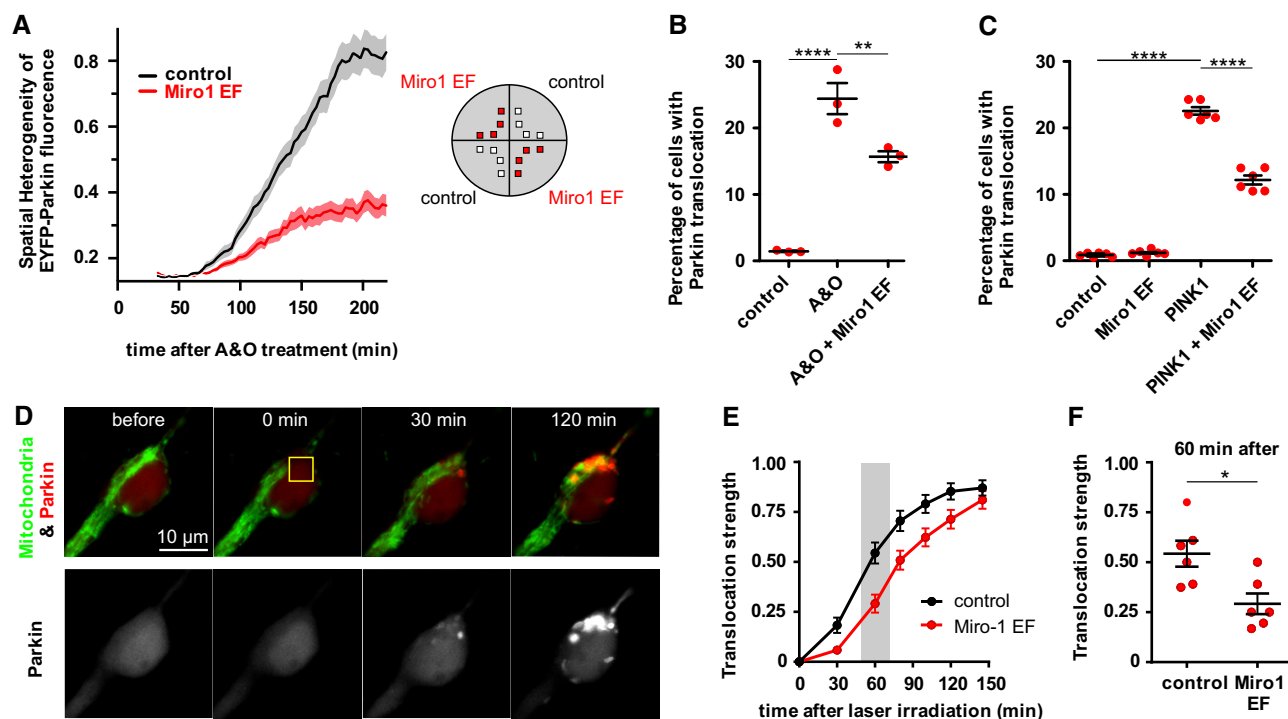 A
Spatial Heterogeneity of
EYFP-Parkin fluorefence
0.8
0.6
0.4
0.2
0
50
100
150
200
time after A&O treatment (min)
control
Miro1 EF
Miro1 EF
control
control
Miro1 EF
B
Percentage of cells with
Parkin translocation
30
20
10
0
****
**
control
A&O
A&O + Miro1 EF
C
Percentage of cells with
Parkin translocation
30
20
10
0
****
****
control
Miro1 EF
PINK1
PINK1 + Miro1 EF
D
Mitochondria
& Parkin
before
0 min
30 min
120 min
10 µm
Parkin
E
Translocation strength
1.00
0.75
0.50
0.25
0
control
Miro-1 EF
0
30
60
90
120
150
time after laser irradiation (min)
F
60 min after
Translocation strength
1.00
0.75
0.50
0.25
0
*
control
Miro1
EF